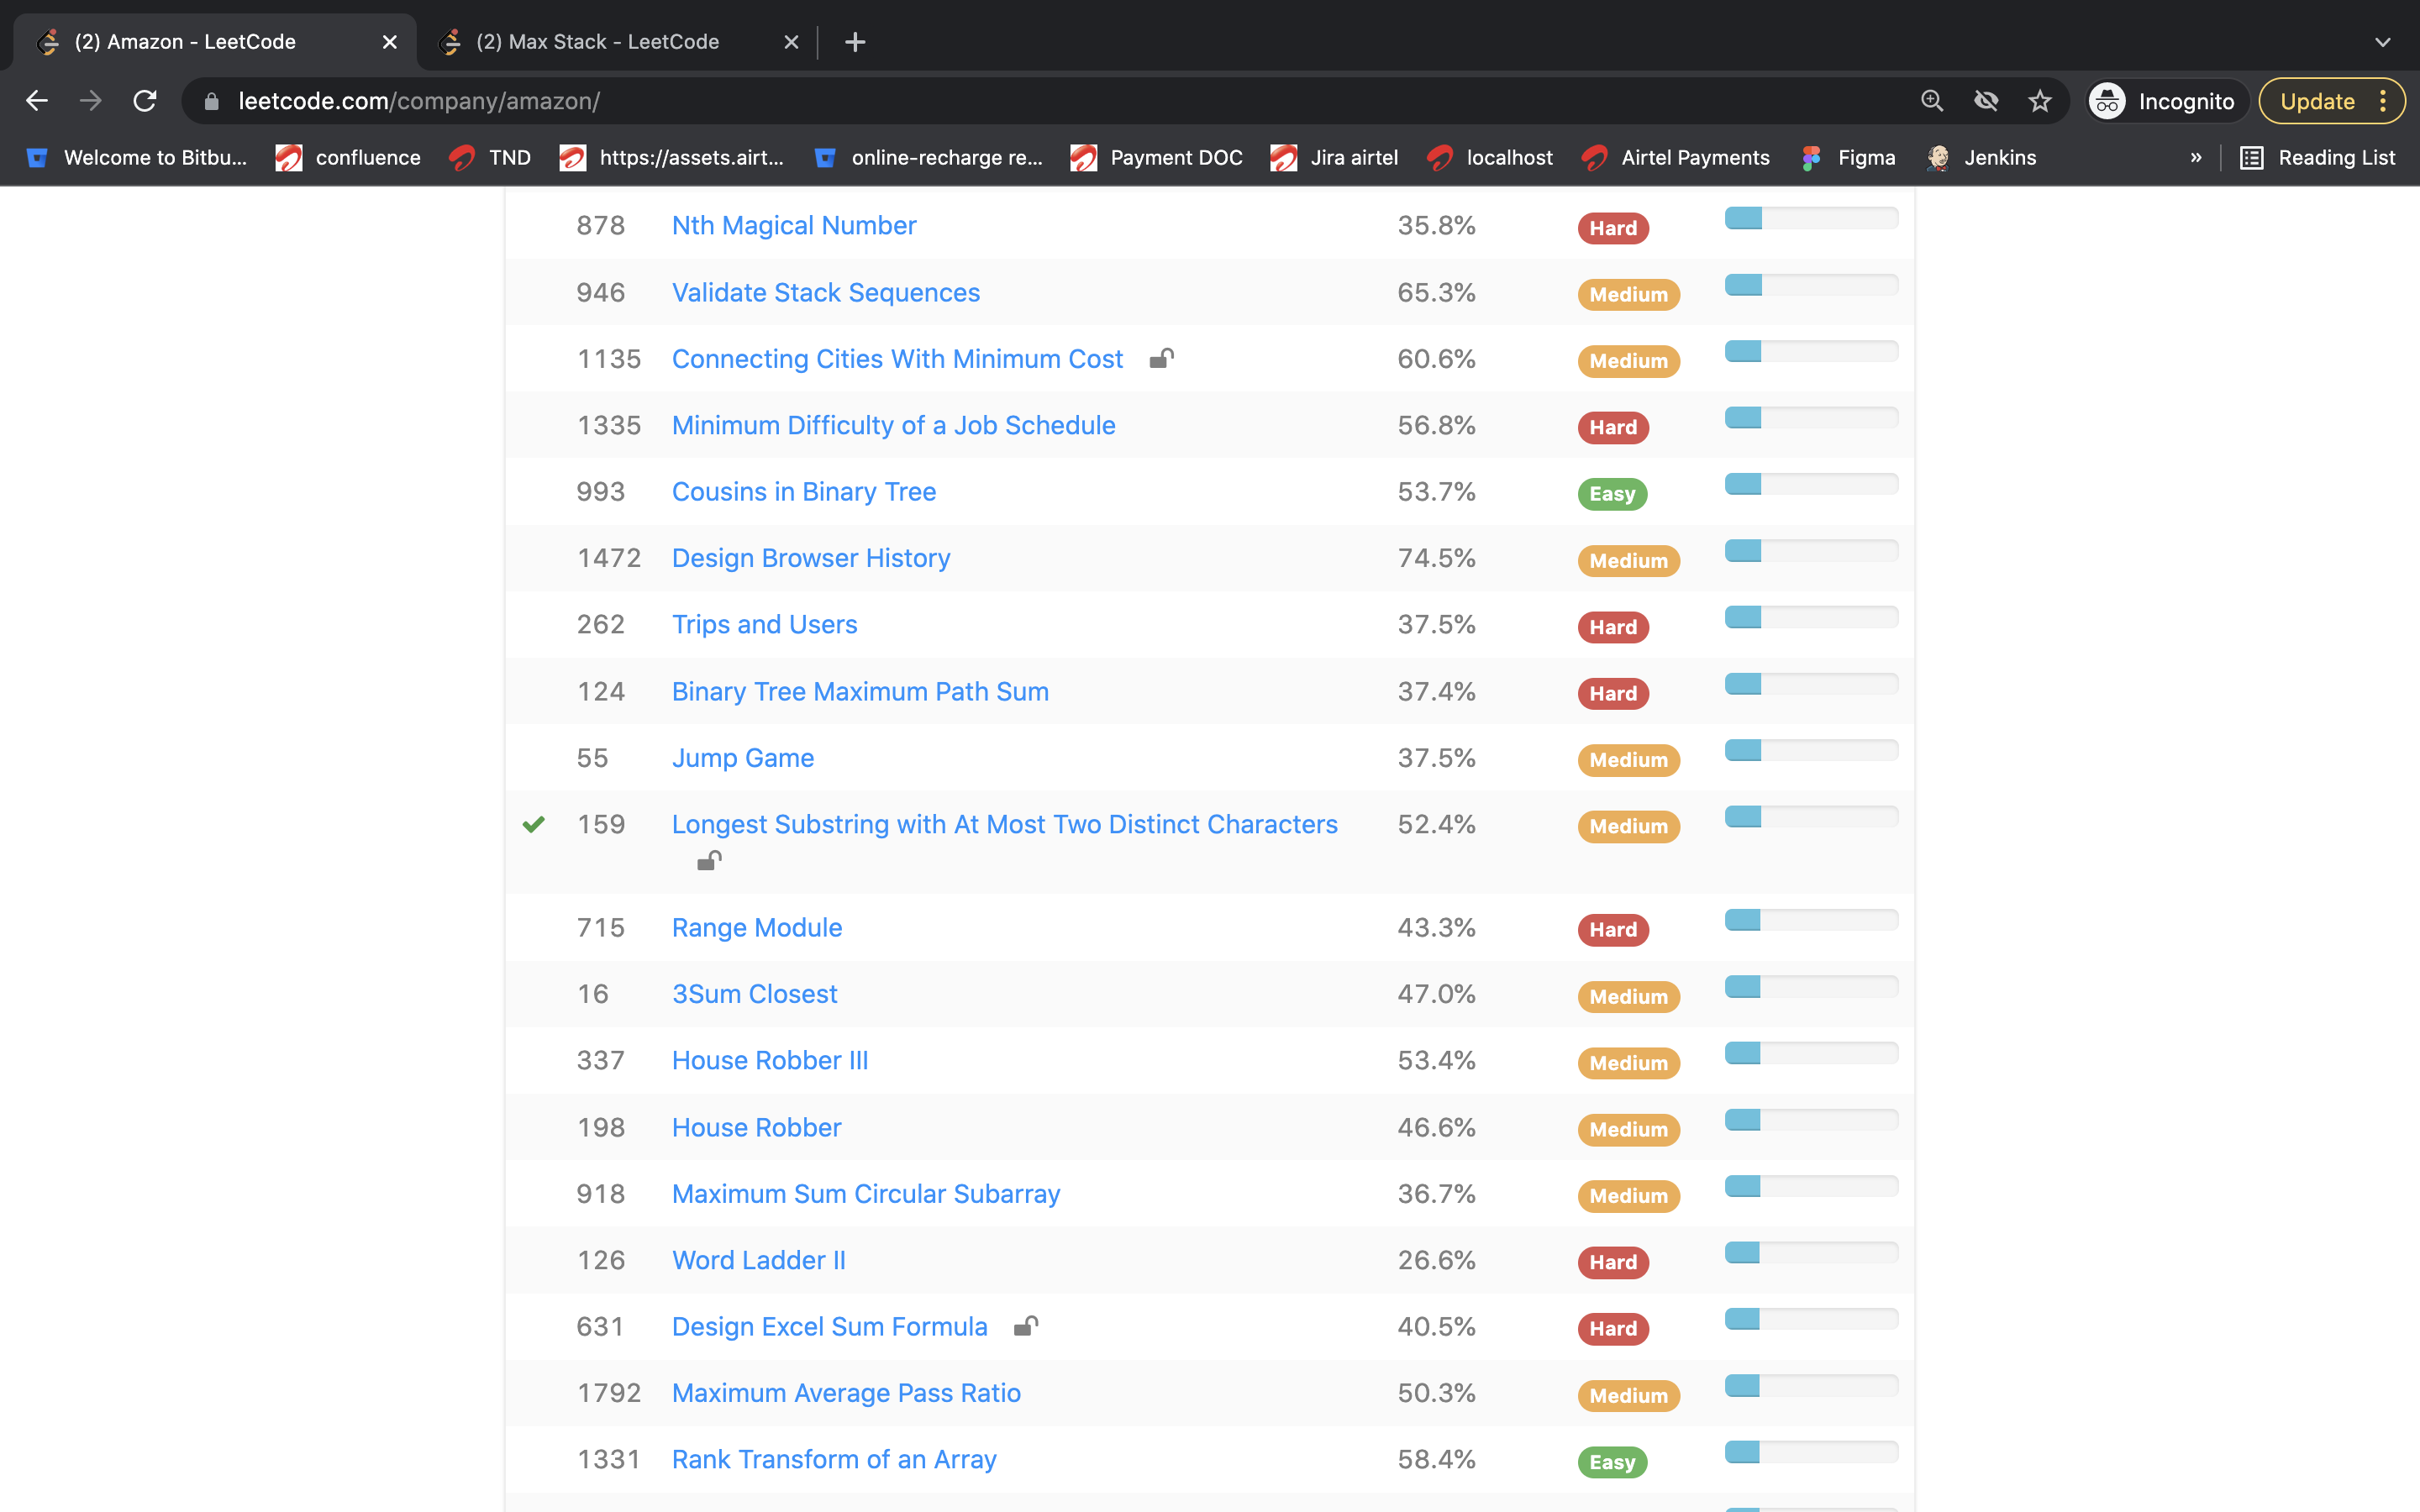 (2) Amazon - LeetCode
(2) Max Stack - LeetCode
leetcode.com/company/amazon/
Incognito
Update
Welcome to Bitbu... confluence TND https://assets.airt... online-recharge re... Payment DOC Jira airtel localhost Airtel Payments Figma Jenkins » Reading List
878 Nth Magical Number 35.8% Hard
946 Validate Stack Sequences 65.3% Medium
1135 Connecting Cities With Minimum Cost 60.6% Medium
1335 Minimum Difficulty of a Job Schedule 56.8% Hard
993 Cousins in Binary Tree 53.7% Easy
1472 Design Browser History 74.5% Medium
262 Trips and Users 37.5% Hard
124 Binary Tree Maximum Path Sum 37.4% Hard
55 Jump Game 37.5% Medium
159 Longest Substring with At Most Two Distinct Characters 52.4% Medium
715 Range Module 43.3% Hard
16 3Sum Closest 47.0% Medium
337 House Robber III 53.4% Medium
198 House Robber 46.6% Medium
918 Maximum Sum Circular Subarray 36.7% Medium
126 Word Ladder II 26.6% Hard
631 Design Excel Sum Formula 40.5% Hard
1792 Maximum Average Pass Ratio 50.3% Medium
1331 Rank Transform of an Array 58.4% Easy